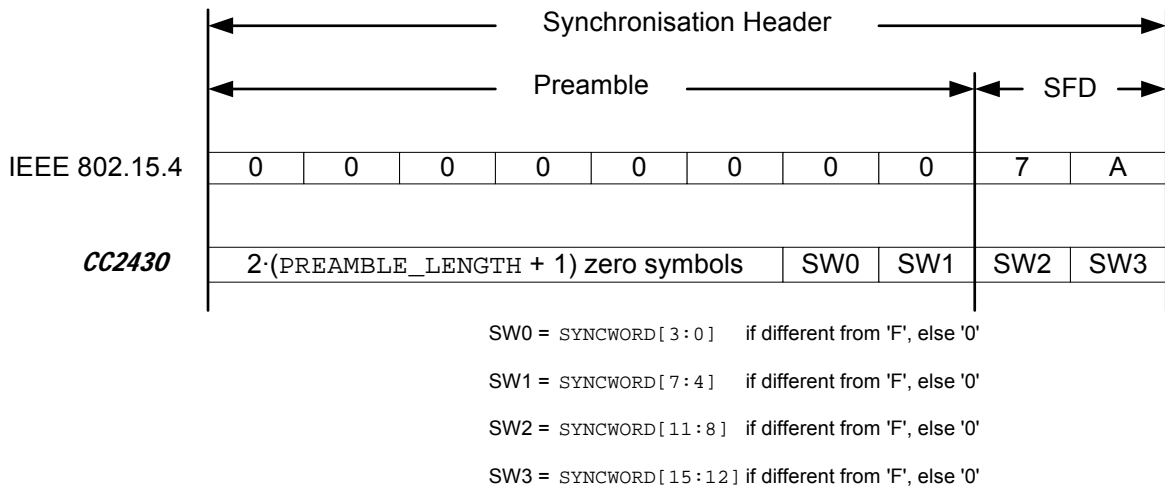 Synchronisation Header
Preamble SFD
IEEE 802.15.4 0 0 0 0 0 0 0 0 7 A
CC2430 2·(PREAMBLE_LENGTH + 1) zero symbols SW0 SW1 SW2 SW3
SW0 = SYNCWORD[3:0] if different from 'F', else '0'
SW1 = SYNCWORD[7:4] if different from 'F', else '0'
SW2 = SYNCWORD[11:8] if different from 'F', else '0'
SW3 = SYNCWORD[15:12] if different from 'F', else '0'